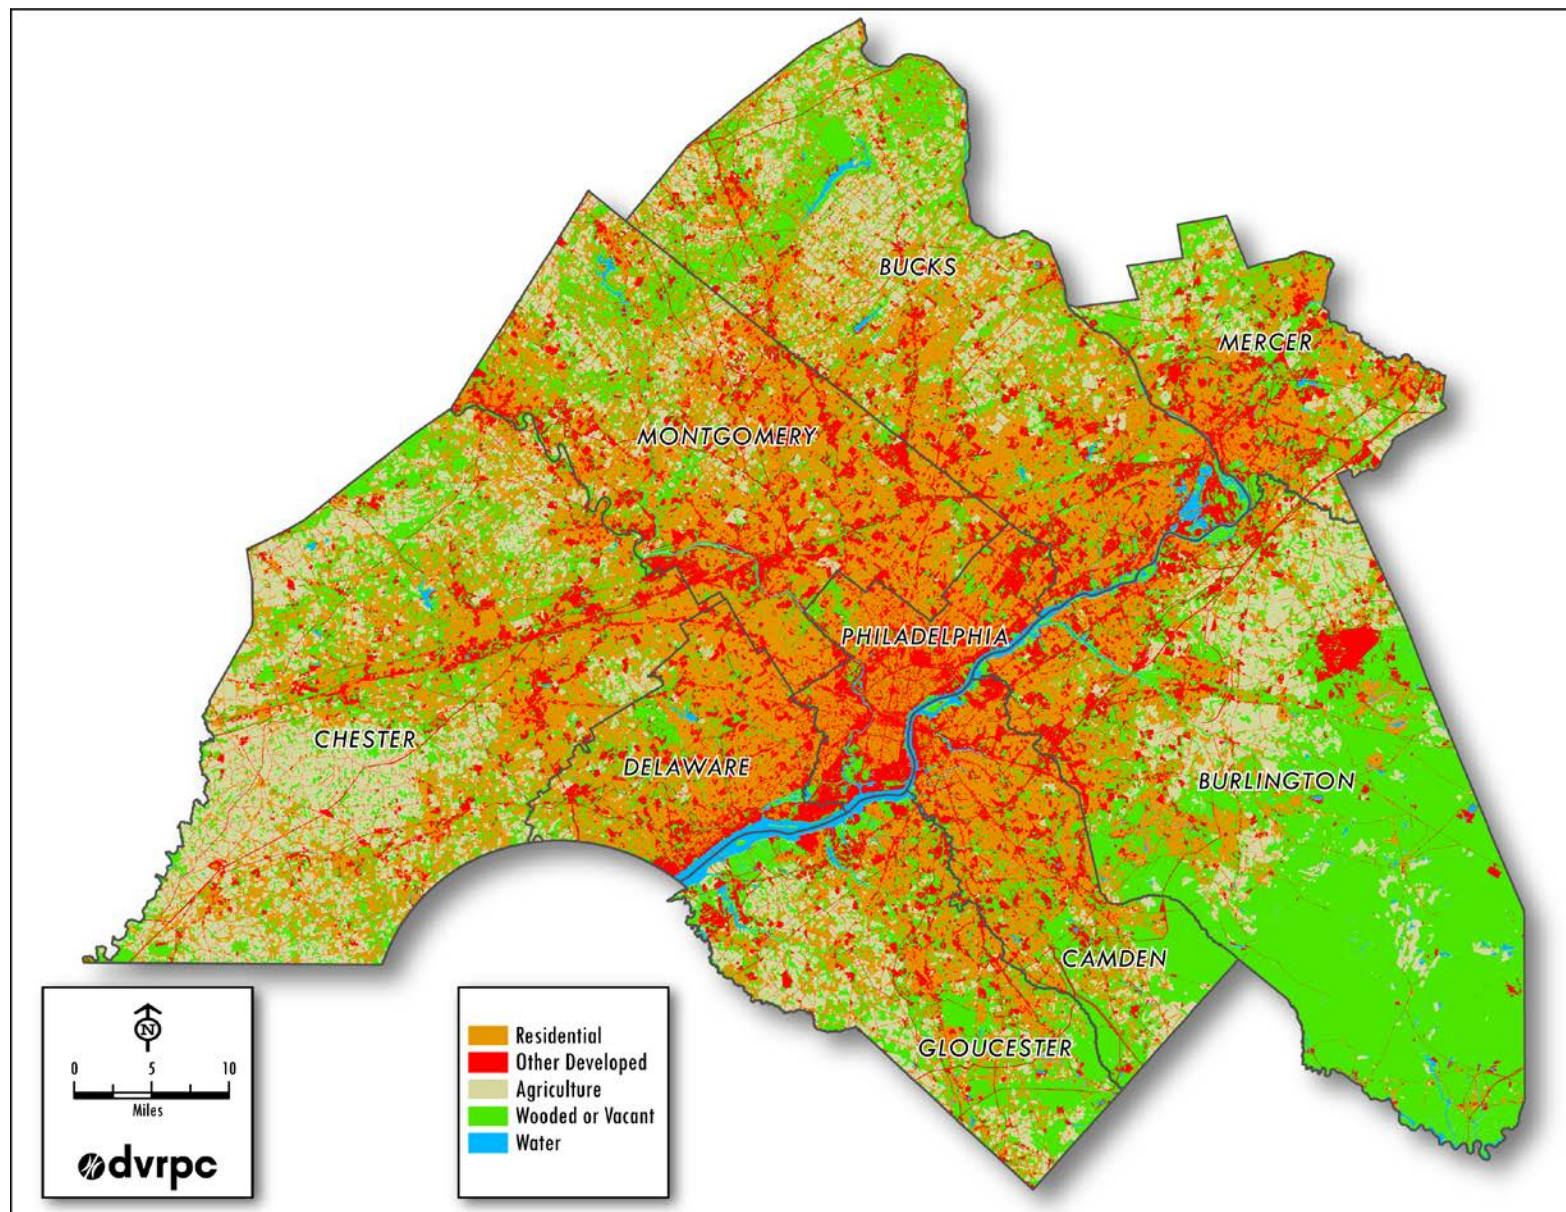 BUCKS
MERCER
MONTGOMERY
PHILADELPHIA
CHESTER
DELAWARE
BURLINGTON
CAMDEN
GLOUCESTER
N
0 5 10
Miles
dvrpc
Residential
Other Developed
Agriculture
Wooded or Vacant
Water